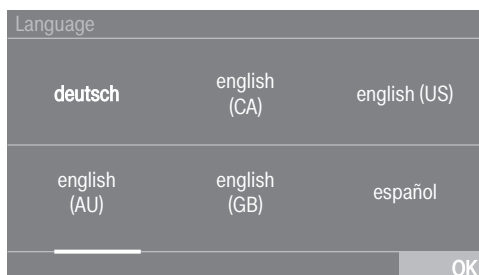 Language
deutsch
english
(CA)
english (US)
english
(AU)
english
(GB)
español
OK